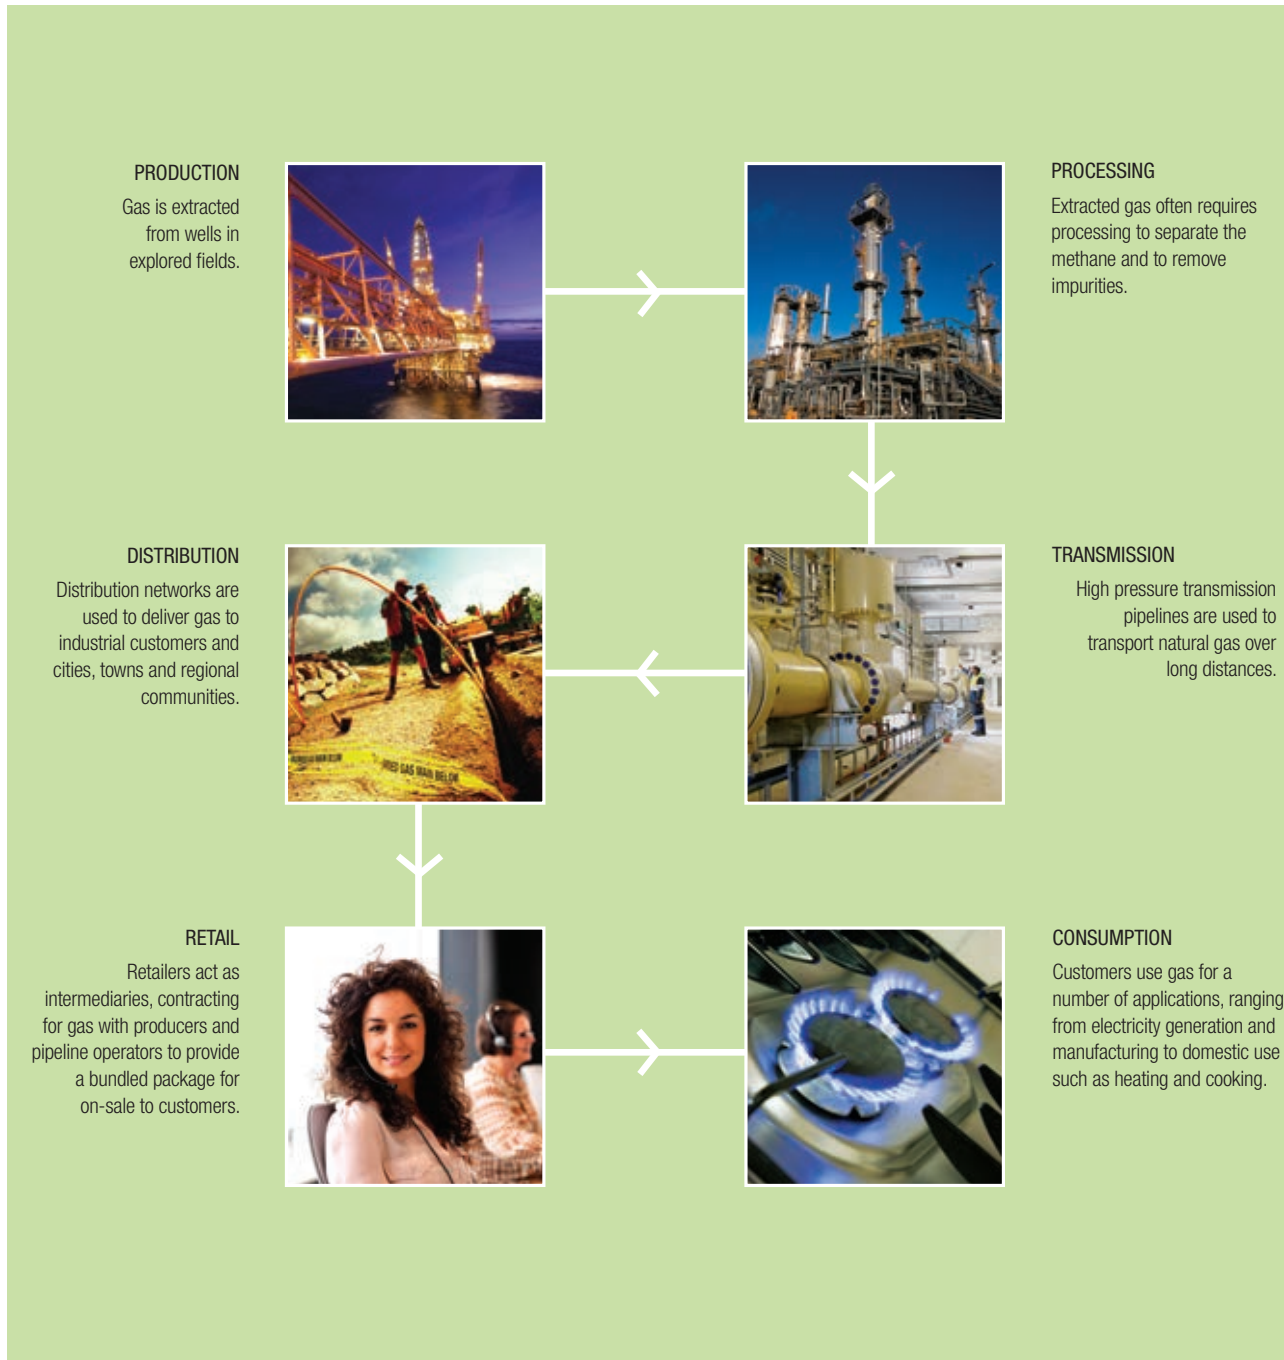 PRODUCTION
Gas is extracted
from wells in
explored fields.
PROCESSING
Extracted gas often requires
processing to separate the
methane and to remove
impurities.
DISTRIBUTION
Distribution networks are
used to deliver gas to
industrial customers and
cities, towns and regional
communities.
GAS MAIN BELOW
TRANSMISSION
High pressure transmission
pipelines are used to
transport natural gas over
long distances.
RETAIL
Retailers act as
intermediaries, contracting
for gas with producers and
pipeline operators to provide
a bundled package for
on-sale to customers.
CONSUMPTION
Customers use gas for a
number of applications, ranging
from electricity generation and
manufacturing to domestic use
such as heating and cooking.